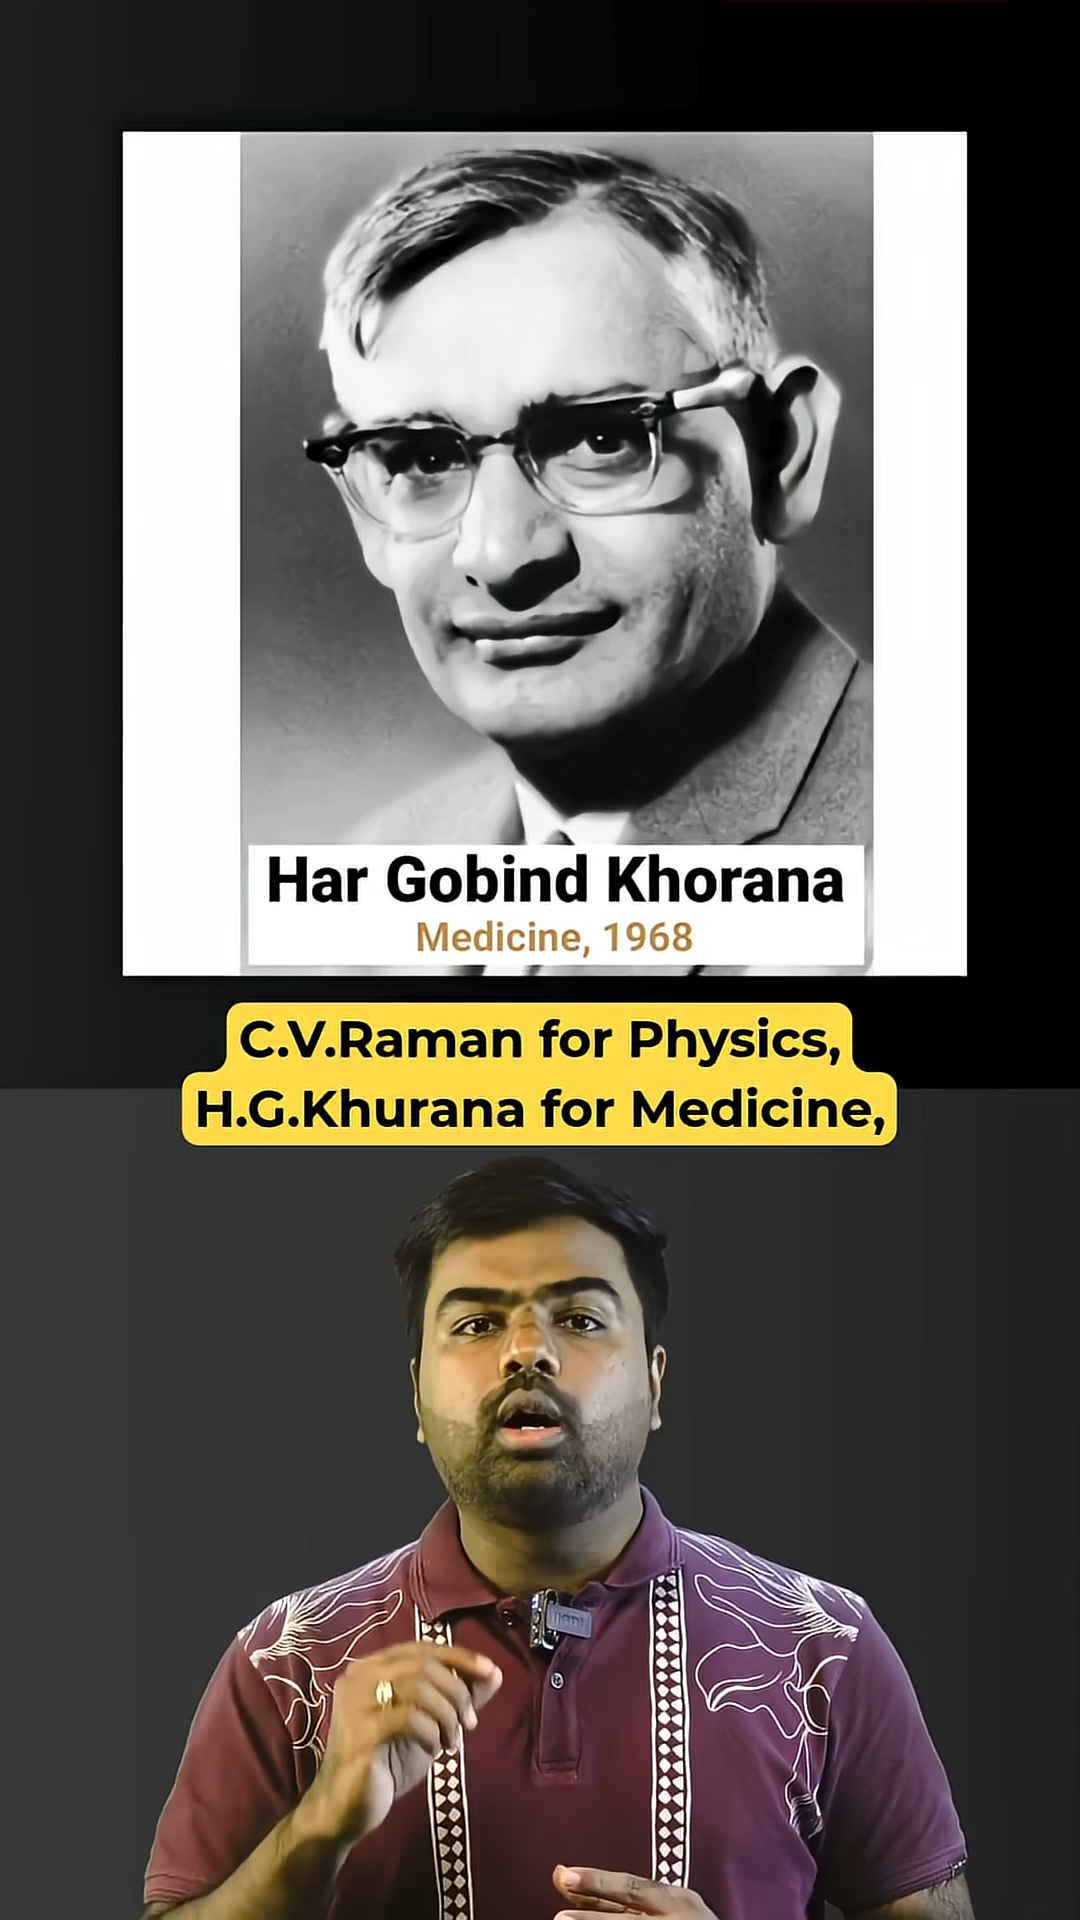 Har Gobind Khorana
Medicine, 1968
C.V.Raman for Physics,
H.G.Khurana for Medicine,